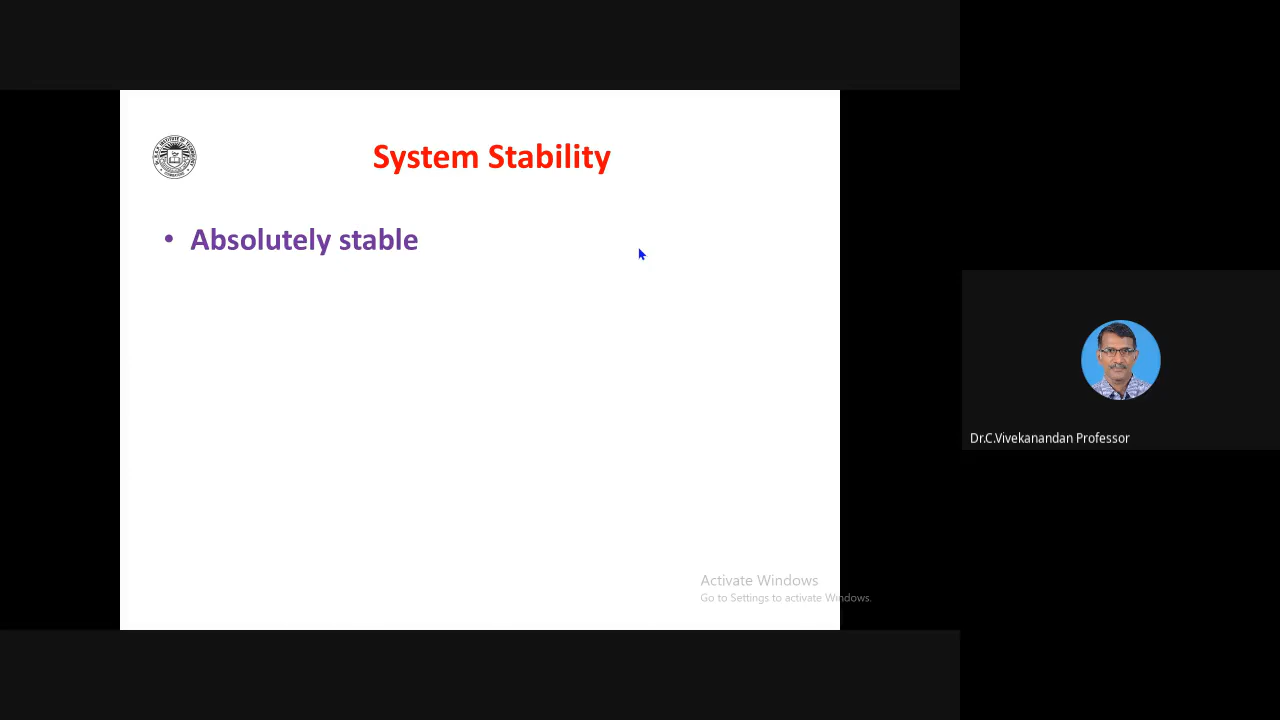 System Stability
• Absolutely stable
Dr.C.Vivekanandan Professor
Activate Windows
Go to Settings to activate Windows.